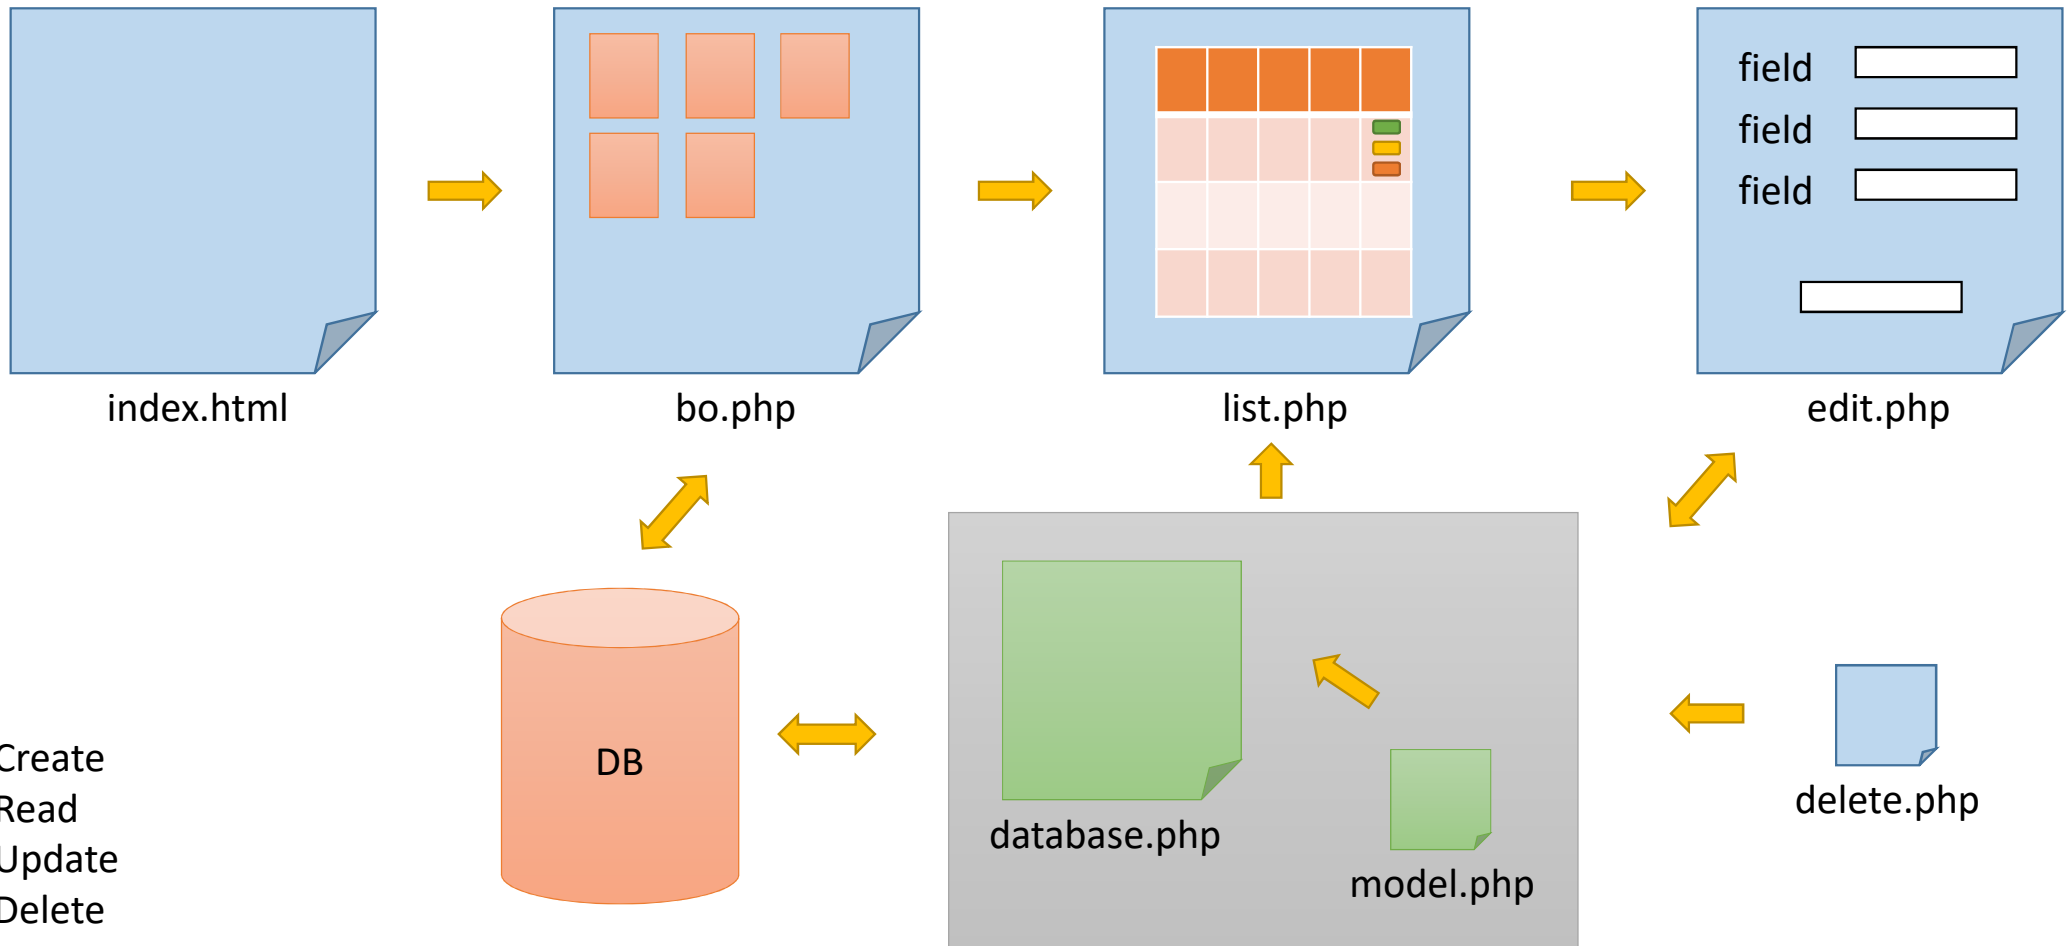 field
field
field
index.html
bo.php
list.php
edit.php
DB
database.php
model.php
delete.php
Create
Read
Update
Delete